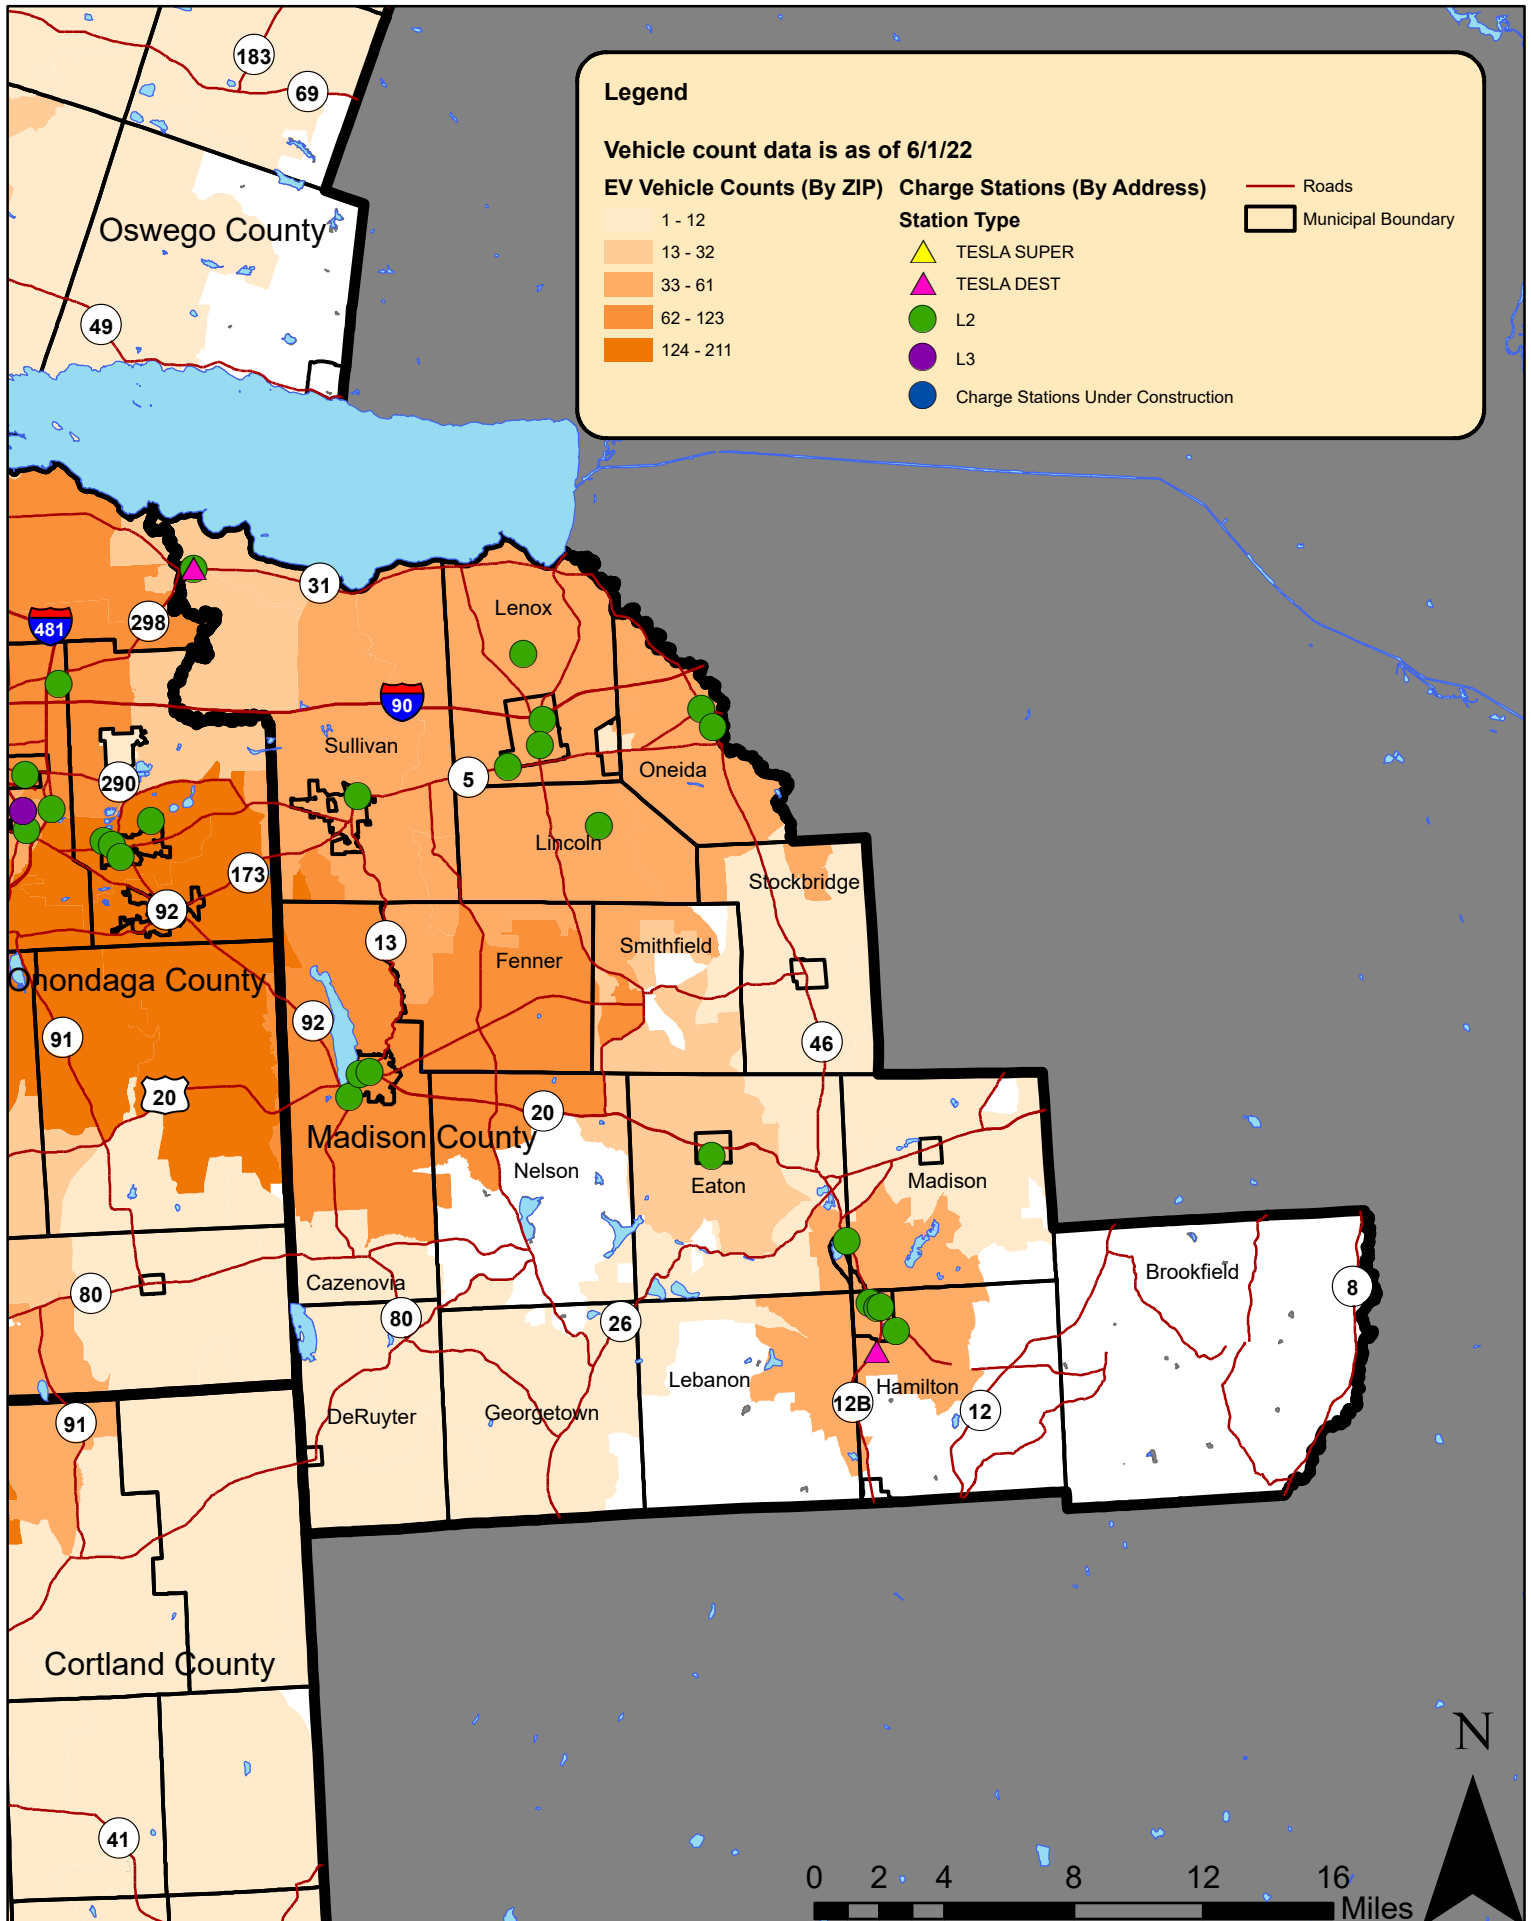 183
69
Legend
Vehicle count data is as of 6/1/22
EV Vehicle Counts (By ZIP)
1 - 12
13 - 32
33 - 61
62 - 123
124 - 211
Charge Stations (By Address)
Station Type
TESLA SUPER
TESLA DEST
L2
L3
Charge Stations Under Construction
Roads
Municipal Boundary
Oswego County
49
31
Lenox
298
481
90
Sullivan
5
Oneida
290
Lincoln
173
Stockbridge
92
13
Smithfield
Fenner
Onondaga County
92
91
46
20
20
Madison County
Nelson
Eaton
Madison
Cazenovia
Brookfield
80
80
26
8
Lebanon
Hamilton
12B
12
91
DeRuyter
Georgetown
Cortland County
N
41
0 2 4 8 12 16
Miles